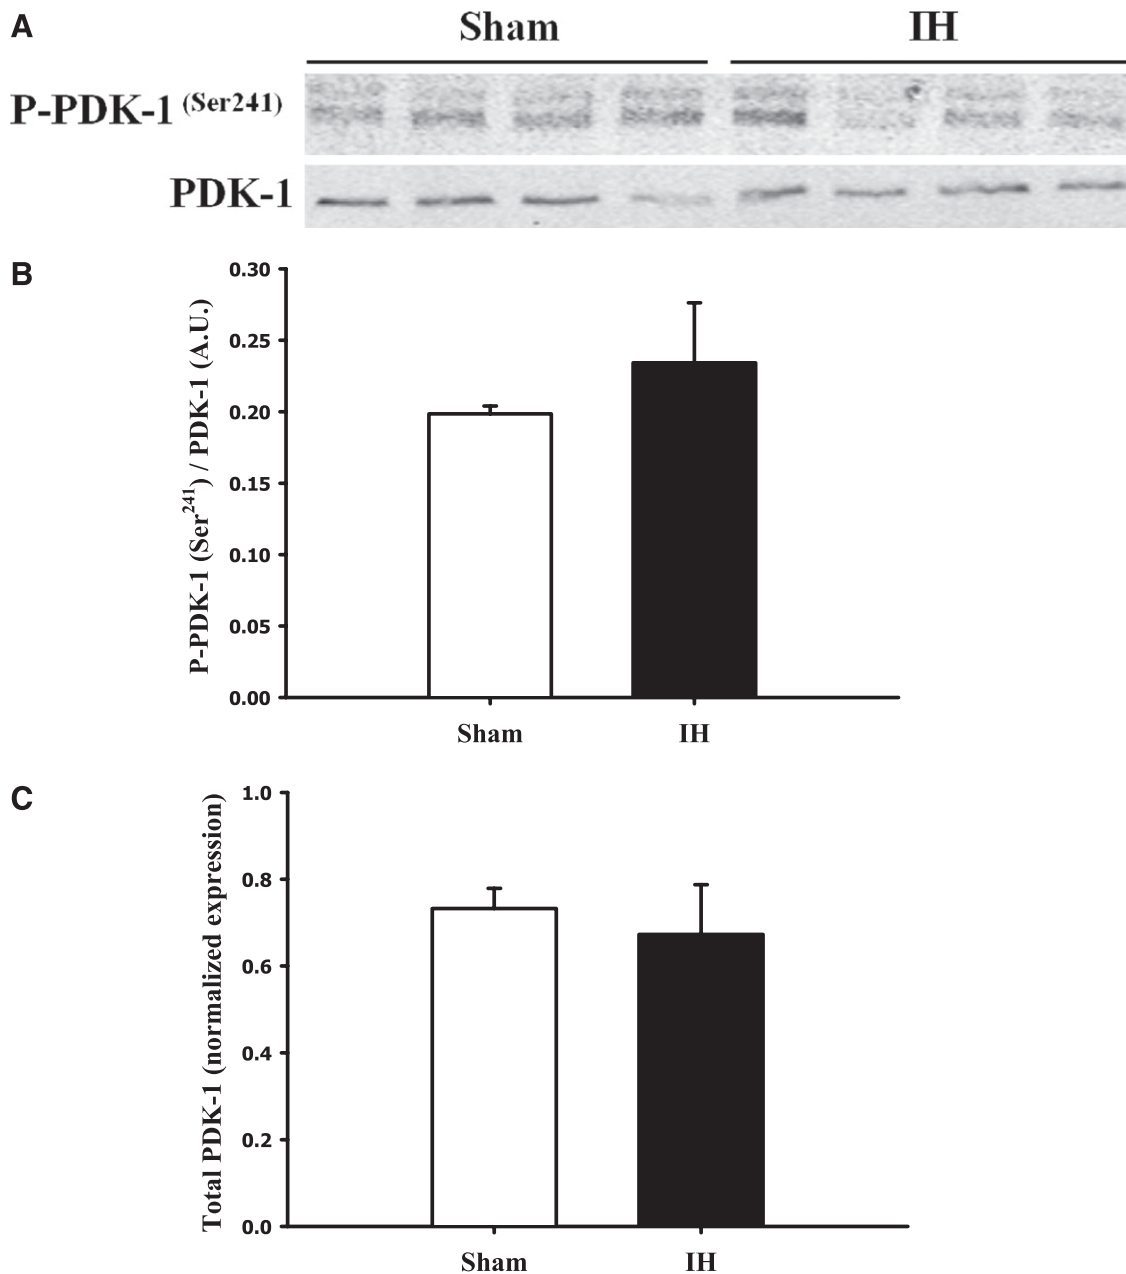 A
Sham IH
P-PDK-1 (Ser241)
PDK-1
B
P-PDK-1 (Ser241) / PDK-1 (A.U.)
0.30
0.25
0.20
0.15
0.10
0.05
0.00
Sham IH
C
Total PDK-1 (normalized expression)
1.0
0.8
0.6
0.4
0.2
0.0
Sham IH